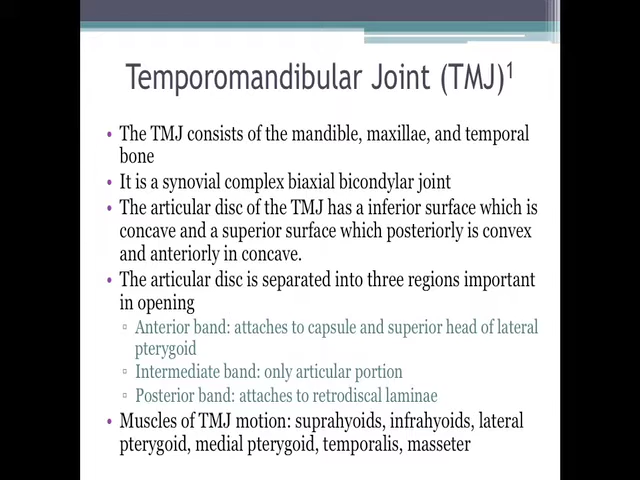 Temporomandibular Joint (TMJ)1
• The TMJ consists of the mandible, maxillae, and temporal
bone
• It is a synovial complex biaxial bicondylar joint
• The articular disc of the TMJ has a inferior surface which is
concave and a superior surface which posteriorly is convex
and anteriorly in concave.
• The articular disc is separated into three regions important
in opening
▫ Anterior band: attaches to capsule and superior head of lateral
pterygoid
▫ Intermediate band: only articular portion
▫ Posterior band: attaches to retrodiscal laminae
• Muscles of TMJ motion: suprahyoids, infrahyoids, lateral
pterygoid, medial pterygoid, temporalis, masseter